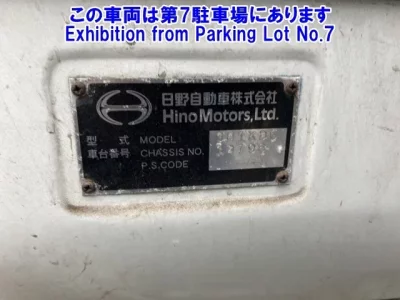 この車両は第7駐車場にあります
Exhibition from Parking Lot No.7
日野自動車株式会社
Hino Motors, Ltd.
型式 MODEL
車台番号 CHASSIS NO.
P.S.CODE